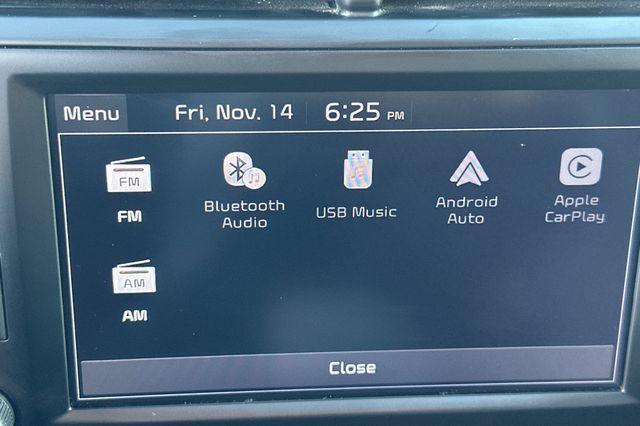 Menu Fri, Nov. 14 6:25 PM
FM
FM
Bluetooth
Audio
USB Music
Android
Auto
Apple
CarPlay
AM
AM
Close